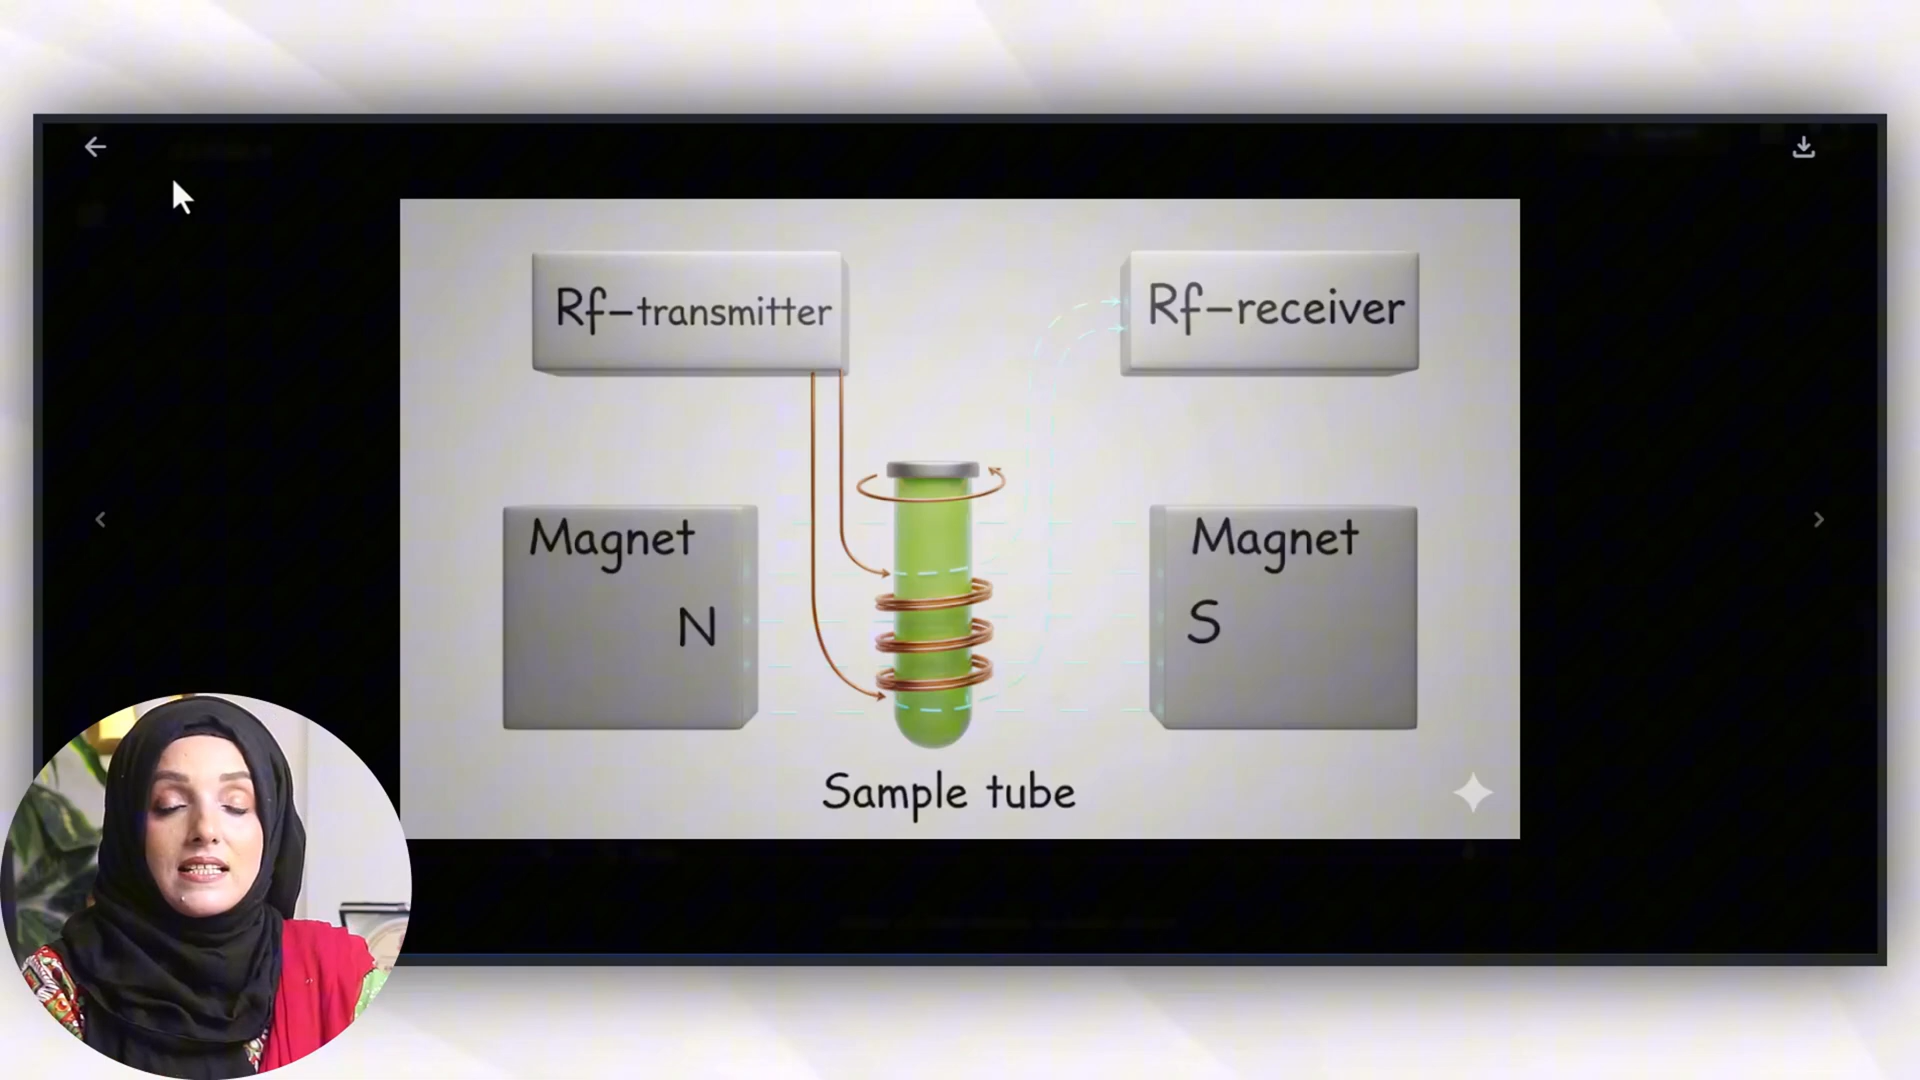 Rf-transmitter
Rf-receiver
Magnet
N
Magnet
S
Sample tube